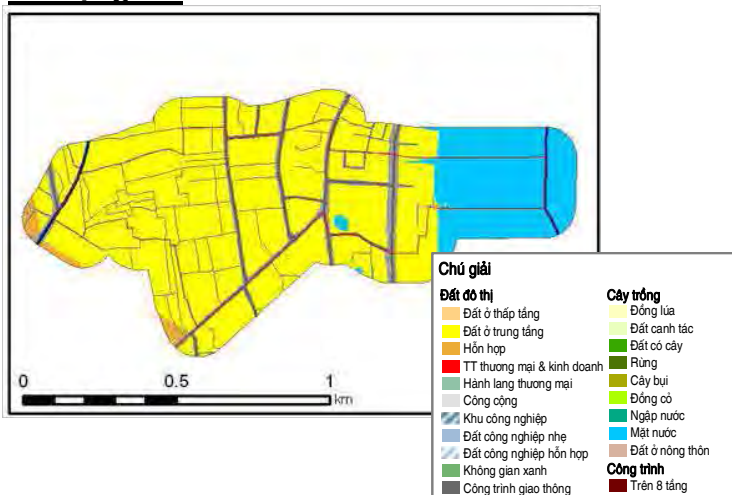 0
0.5
1
km
Chú giải
Đất đô thị
Đất ở thấp tầng
Đất ở trung tầng
Hỗn hợp
TT thương mại & kinh doanh
Hành lang thương mại
Công cộng
Khu công nghiệp
Đất công nghiệp nhẹ
Đất công nghiệp hỗn hợp
Không gian xanh
Công trình giao thông
Cây trồng
Đồng lúa
Đất canh tác
Đất có cây
Rừng
Cây bụi
Đồng cỏ
Ngập nước
Mặt nước
Đất ở nông thôn
Công trình
Trên 8 tầng